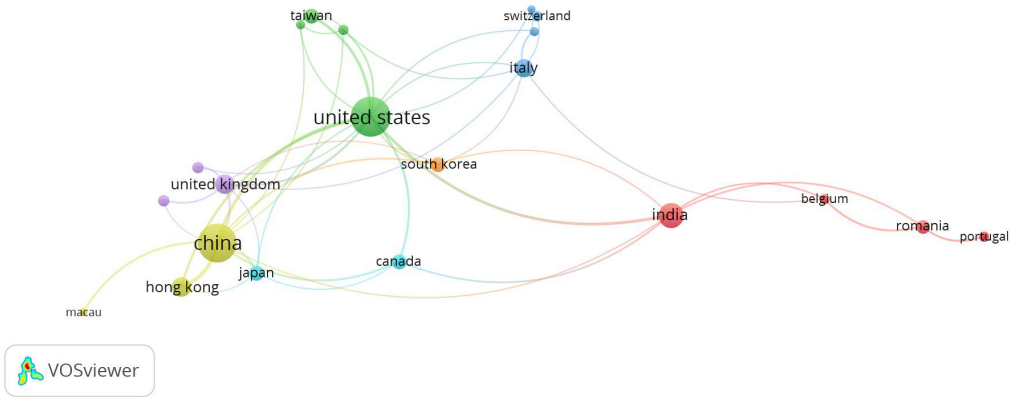 taiwan
switzerland
italy
united states
south korea
united kingdom
belgium
india
romania
portugal
china
canada
japan
hong kong
macau
VOSviewer